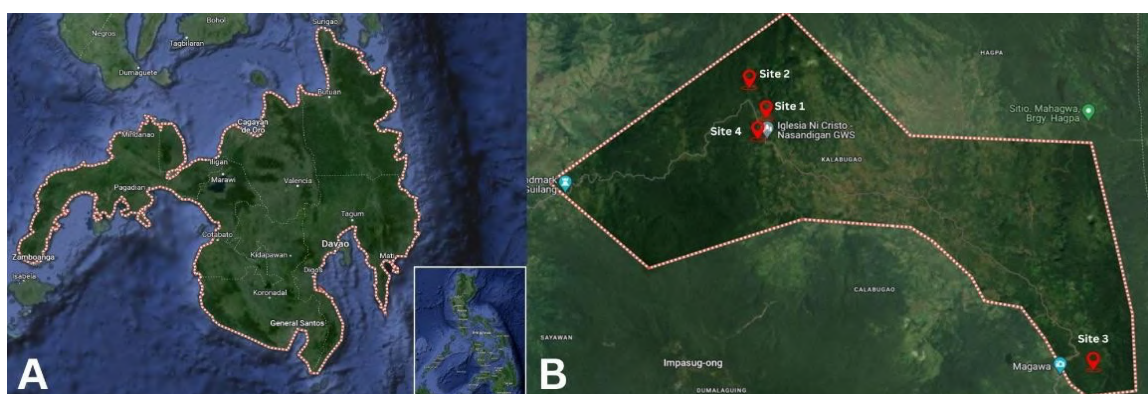 Surigao
Bohol
Negros
Tagbilaran
Dumaguete
Butuan
Cagayan
de Oro
Mindanao
Iligan
Marawi
Valencia
Pagadian
Tagum
Cotabato
Davao
Zamboanga
Kidapawan
Mati
Isabela
Digos
Koronadal
General Santos
A
HAGPA
Site 2
Site 1
Sitio. Mahagwa,
Brgy. Hagpa
Site 4
Iglesia Ni Cristo -
Nasandigan GWS
KALABUGAO
ndmark
Guilang
CALABUGAO
SAYAWAN
Site 3
Impasug-ong
Magawa
DUMALAGUING
B